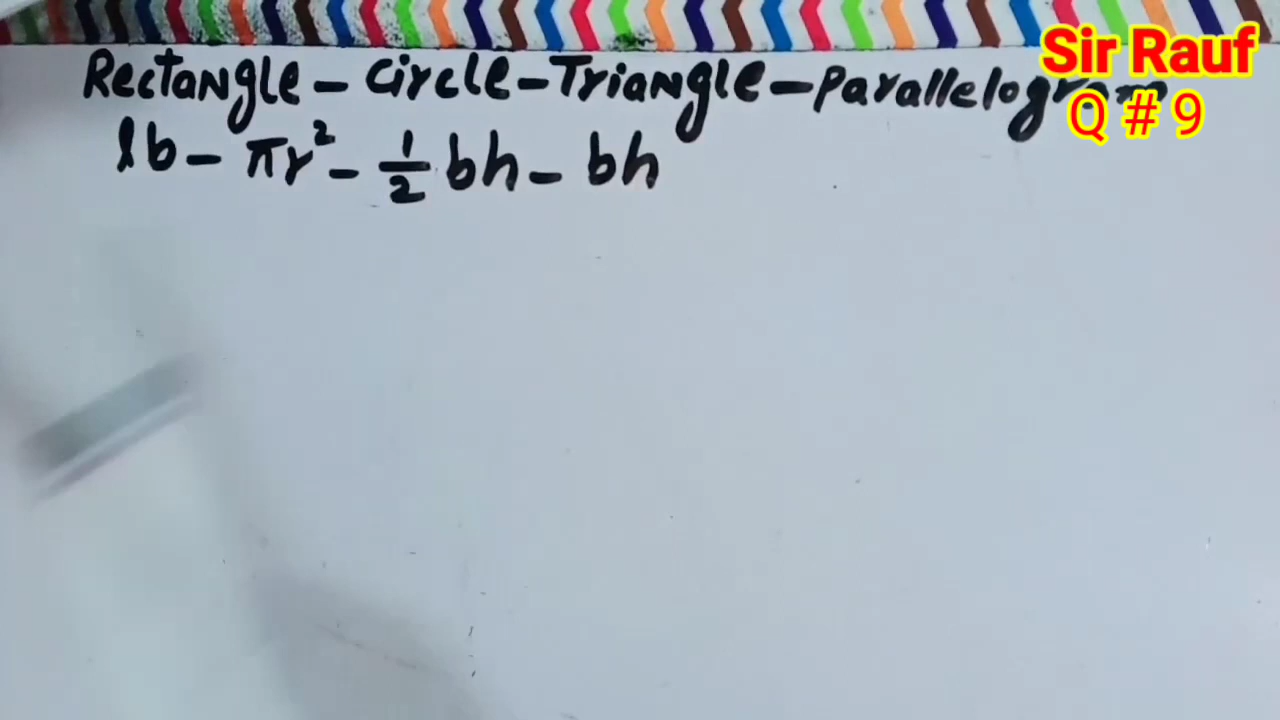 Rectangle - Circle - Triangle - Parallelogram
Sir Rauf
Q # 9
lb - πr² - 1/2 bh - bh